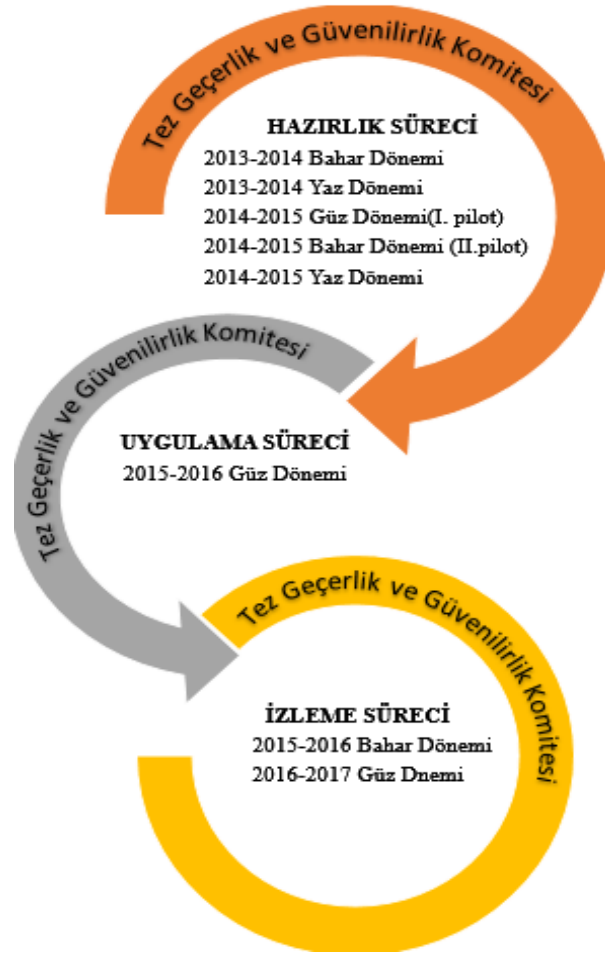 Tez Geçerlik ve Güvenilirlik Komitesi
HAZIRLIK SÜRECİ
2013-2014 Bahar Dönemi
2013-2014 Yaz Dönemi
2014-2015 Güz Dönemi(I. pilot)
2014-2015 Bahar Dönemi (II.pilot)
2014-2015 Yaz Dönemi
Tez Geçerlik ve Güvenilirlik Komitesi
UYGULAMA SÜRECİ
2015-2016 Güz Dönemi
Tez Geçerlik ve Güvenilirlik Komitesi
İZLEME SÜRECİ
2015-2016 Bahar Dönemi
2016-2017 Güz Dnemi